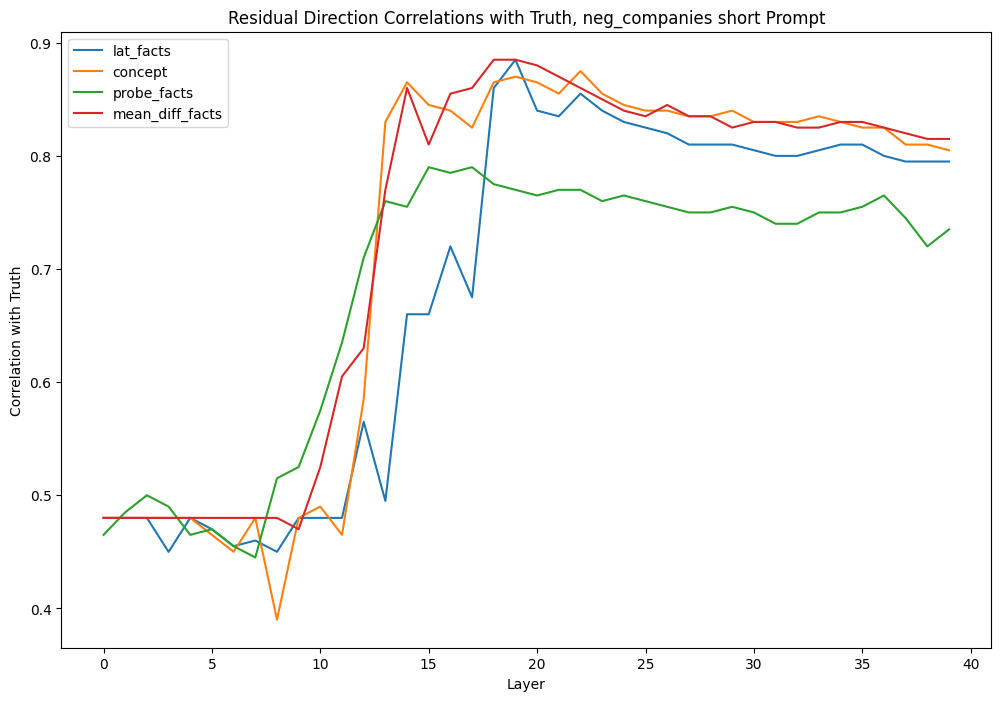 Residual Direction Correlations with Truth, neg_companies short Prompt
lat_facts
concept
probe_facts
mean_diff_facts
Correlation with Truth
0.9
0.8
0.7
0.6
0.5
0.4
0 5 10 15 20 25 30 35 40
Layer